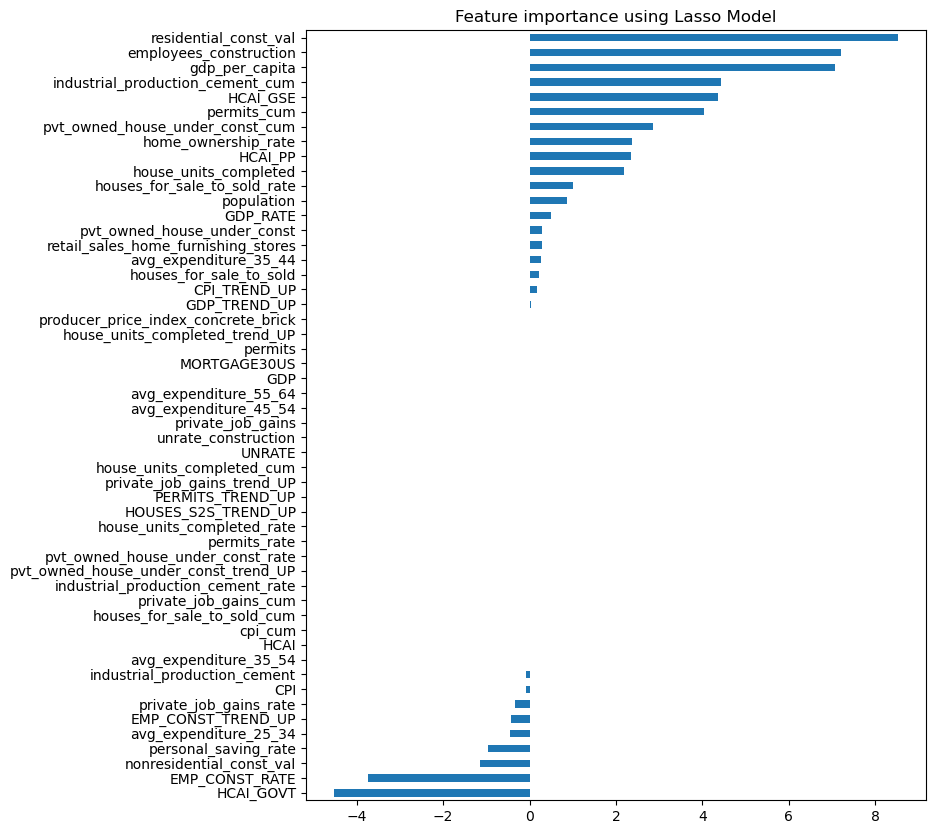 Feature importance using Lasso Model
residential_const_val
employees_construction
gdp_per_capita
industrial_production_cement_cum
HCAI_GSE
permits_cum
pvt_owned_house_under_const_cum
home_ownership_rate
HCAI_PP
house_units_completed
houses_for_sale_to_sold_rate
population
GDP_RATE
pvt_owned_house_under_const
retail_sales_home_furnishing_stores
avg_expenditure_35_44
houses_for_sale_to_sold
CPI_TREND_UP
GDP_TREND_UP
producer_price_index_concrete_brick
house_units_completed_trend_UP
permits
MORTGAGE30US
GDP
avg_expenditure_55_64
avg_expenditure_45_54
private_job_gains
unrate_construction
UNRATE
house_units_completed_cum
private_job_gains_trend_UP
PERMITS_TREND_UP
HOUSES_S2S_TREND_UP
house_units_completed_rate
permits_rate
pvt_owned_house_under_const_rate
pvt_owned_house_under_const_trend_UP
industrial_production_cement_rate
private_job_gains_cum
houses_for_sale_to_sold_cum
cpi_cum
HCAI
avg_expenditure_35_54
industrial_production_cement
CPI
private_job_gains_rate
EMP_CONST_TREND_UP
avg_expenditure_25_34
personal_saving_rate
nonresidential_const_val
EMP_CONST_RATE
HCAI_GOVT
−4 −2 0 2 4 6 8